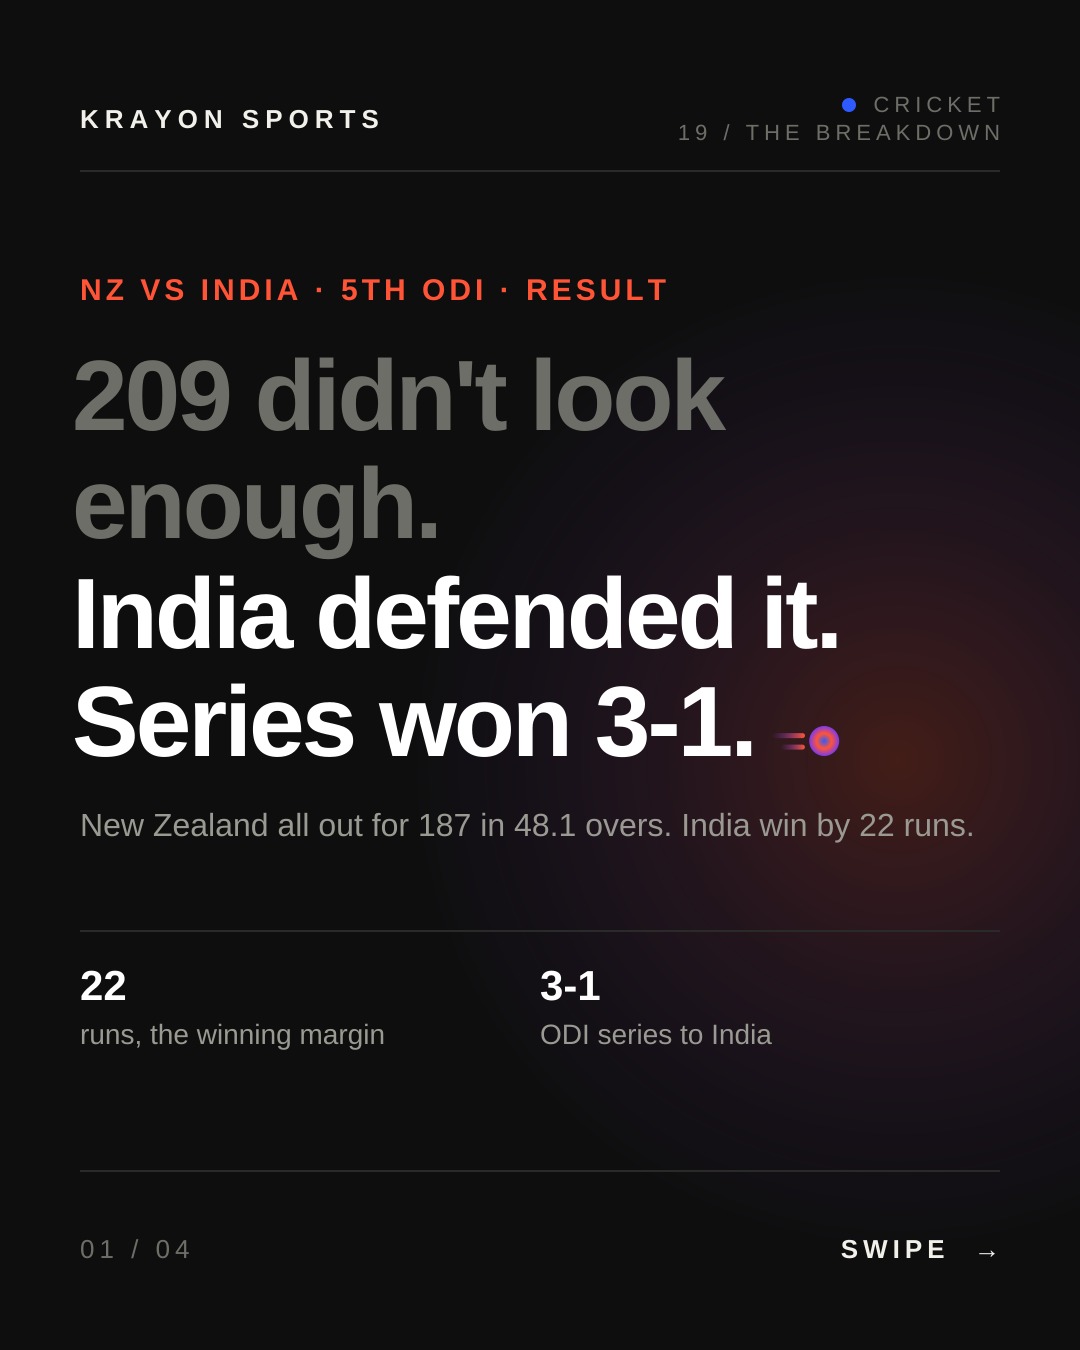 KRAYON SPORTS
CRICKET
19 / THE BREAKDOWN
NZ VS INDIA · 5TH ODI · RESULT
209 didn't look
enough.
India defended it.
Series won 3-1.
New Zealand all out for 187 in 48.1 overs. India win by 22 runs.
22
runs, the winning margin
3-1
ODI series to India
01 / 04
SWIPE →